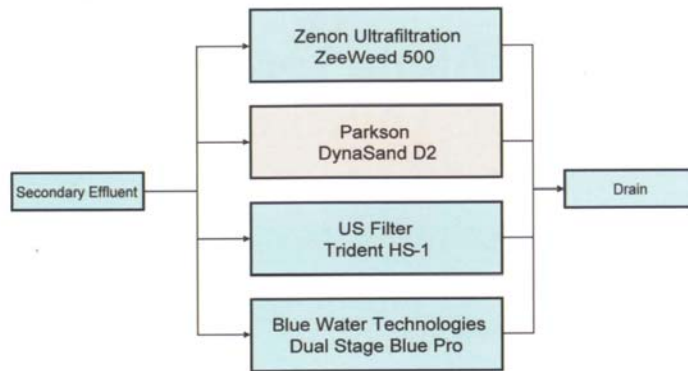 Zenon Ultrafiltration
ZeeWeed 500
Parkson
DynaSand D2
Secondary Effluent
Drain
US Filter
Trident HS-1
Blue Water Technologies
Dual Stage Blue Pro